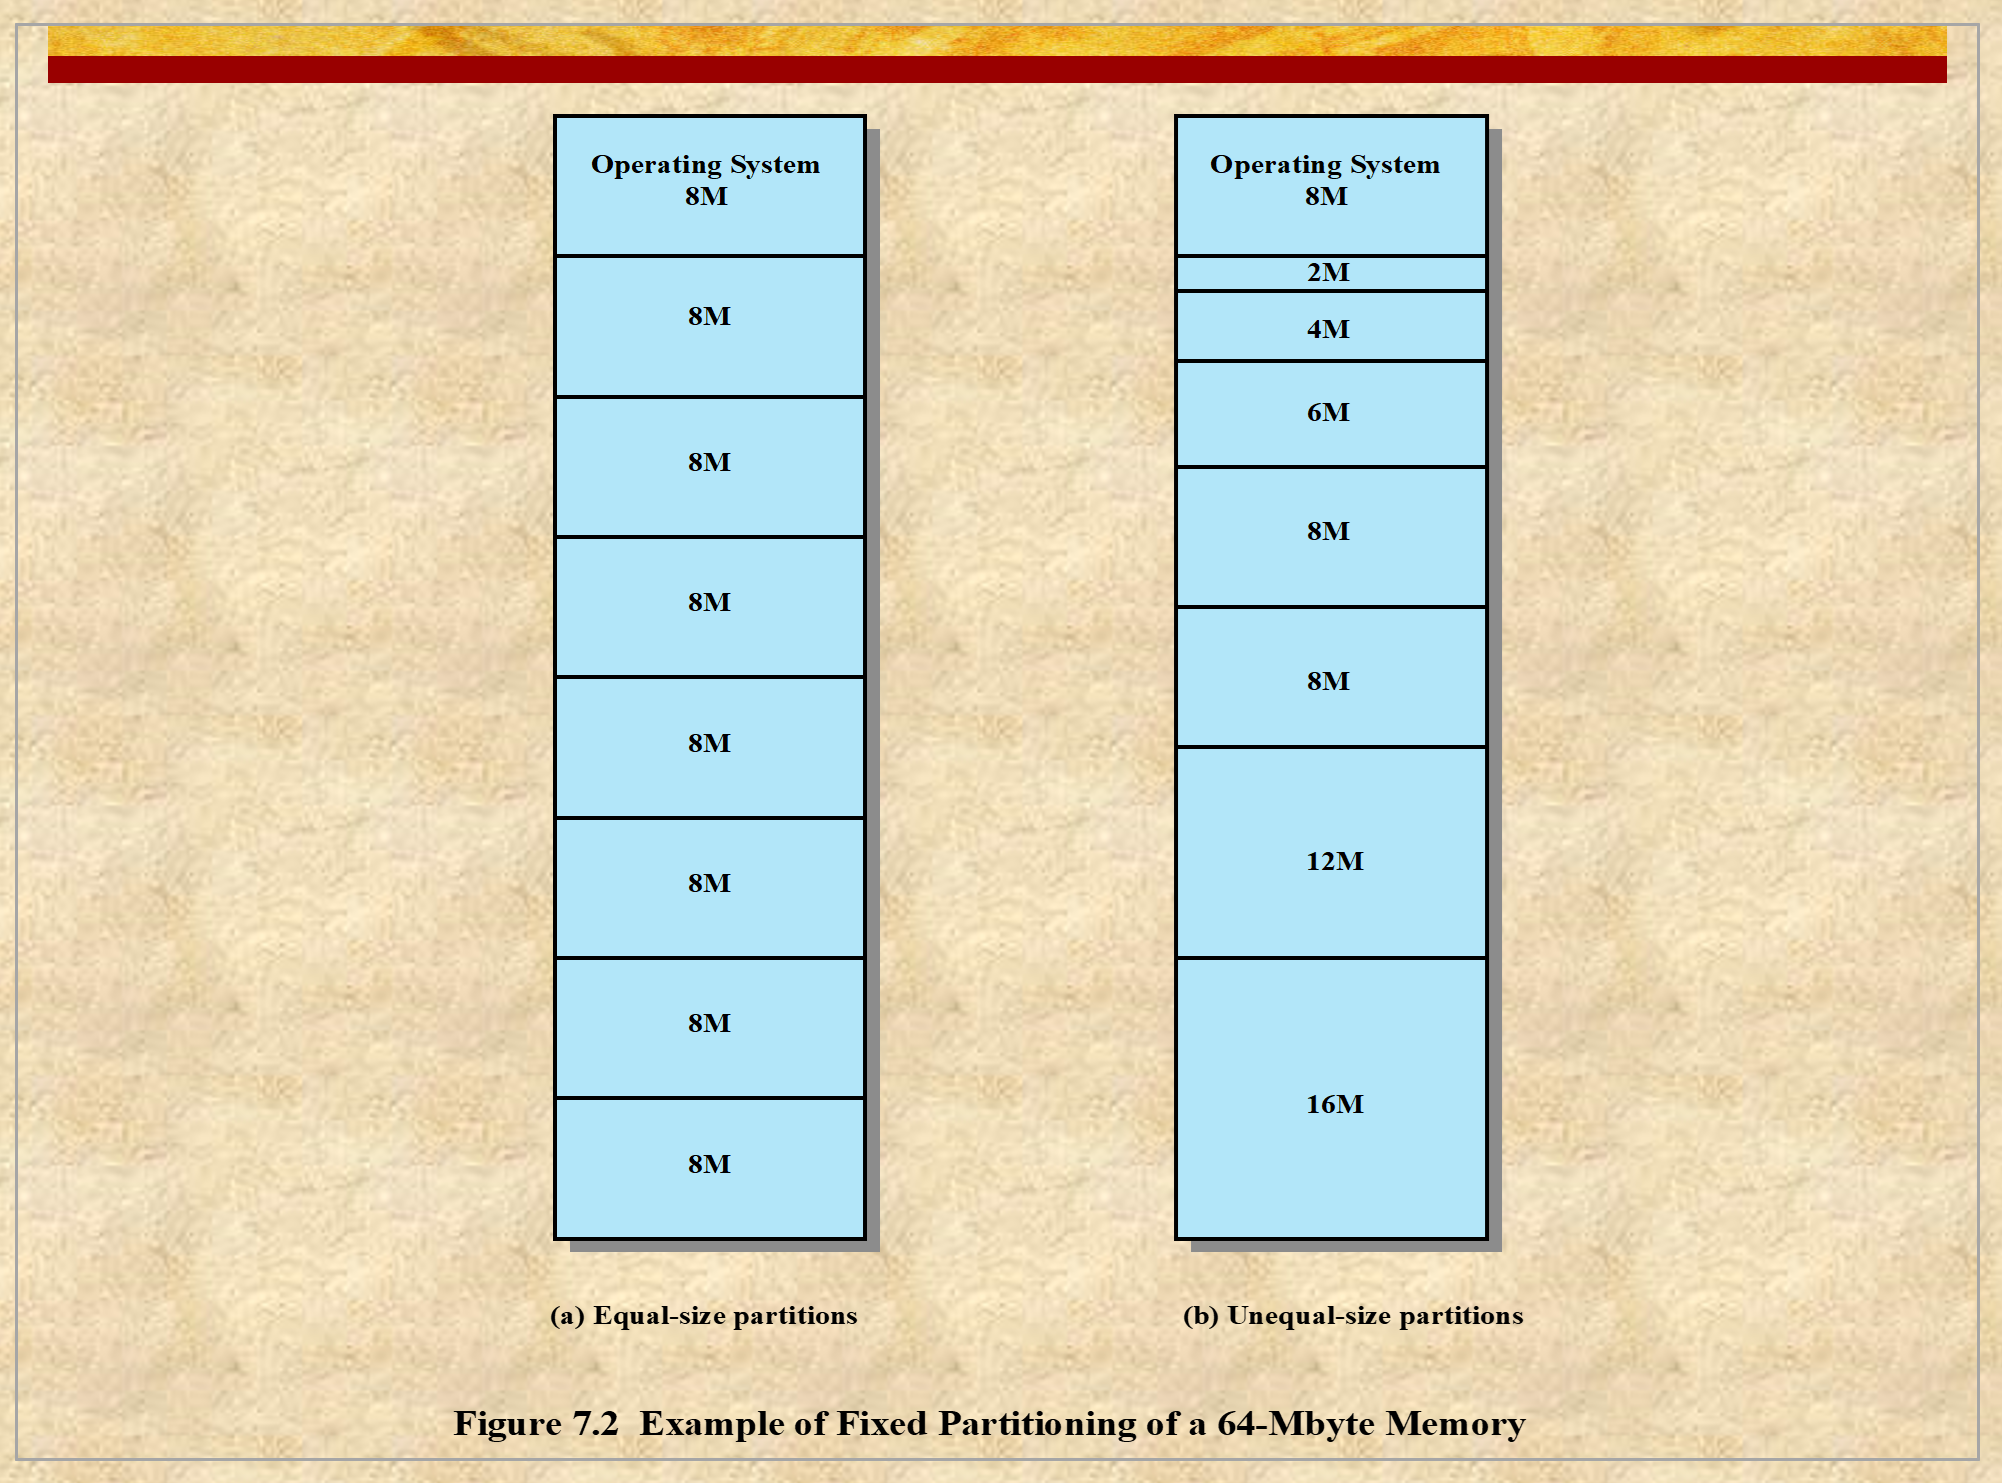 Operating System
8M
8M
8M
8M
8M
8M
8M
8M
(a) Equal-size partitions
Operating System
8M
2M
4M
6M
8M
8M
12M
16M
(b) Unequal-size partitions
Figure 7.2 Example of Fixed Partitioning of a 64-Mbyte Memory